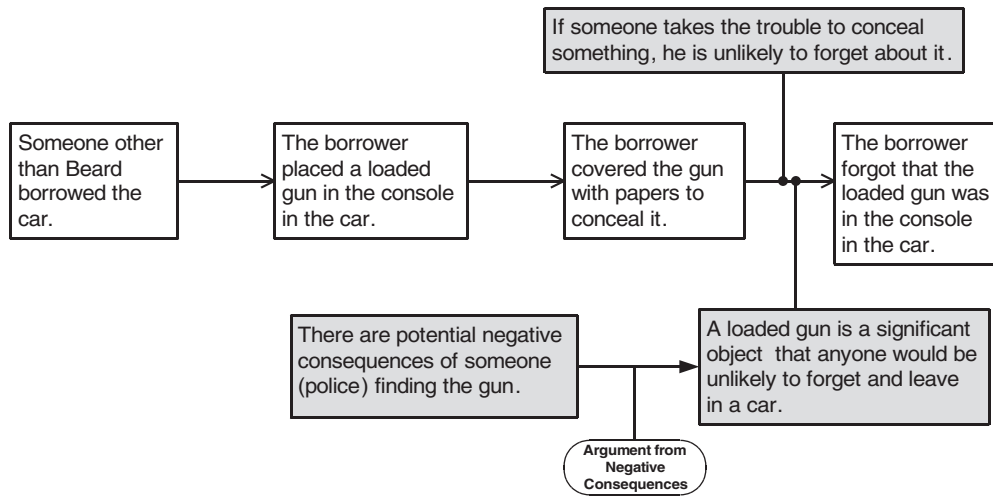 If someone takes the trouble to conceal
something, he is unlikely to forget about it.
Someone other
than Beard
borrowed the
car.
The borrower
placed a loaded
gun in the console
in the car.
The borrower
covered the gun
with papers to
conceal it.
The borrower
forgot that the
loaded gun was
in the console
in the car.
There are potential negative
consequences of someone
(police) finding the gun.
A loaded gun is a significant
object that anyone would be
unlikely to forget and leave
in a car.
Argument from
Negative
Consequences